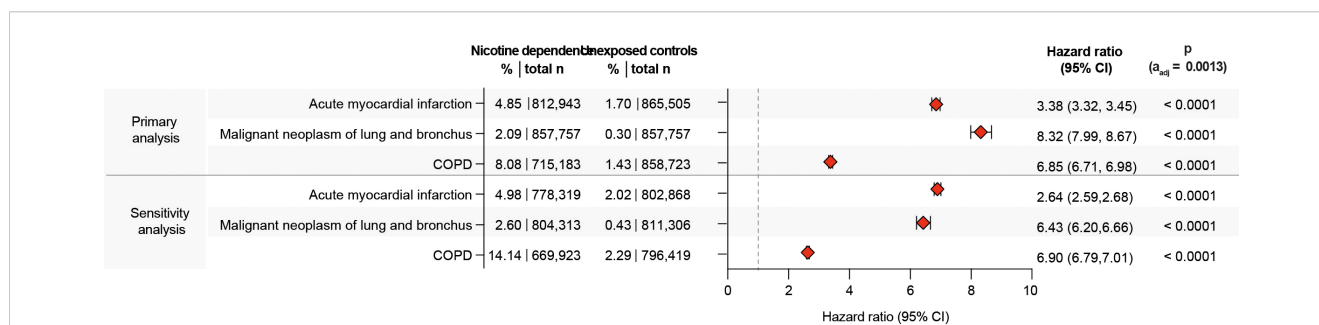 Nicotine dependence Unexposed controls Hazard ratio p
% | total n % | total n (95% CI) (aadj = 0.0013)
Primary analysis
Acute myocardial infarction 4.85 | 812,943 1.70 | 865,505 3.38 (3.32, 3.45) < 0.0001
Malignant neoplasm of lung and bronchus 2.09 | 857,757 0.30 | 857,757 8.32 (7.99, 8.67) < 0.0001
COPD 8.08 | 715,183 1.43 | 858,723 6.85 (6.71, 6.98) < 0.0001
Sensitivity analysis
Acute myocardial infarction 4.98 | 778,319 2.02 | 802,868 2.64 (2.59,2.68) < 0.0001
Malignant neoplasm of lung and bronchus 2.60 | 804,313 0.43 | 811,306 6.43 (6.20,6.66) < 0.0001
COPD 14.14 | 669,923 2.29 | 796,419 6.90 (6.79,7.01) < 0.0001
0 2 4 6 8 10
Hazard ratio (95% CI)